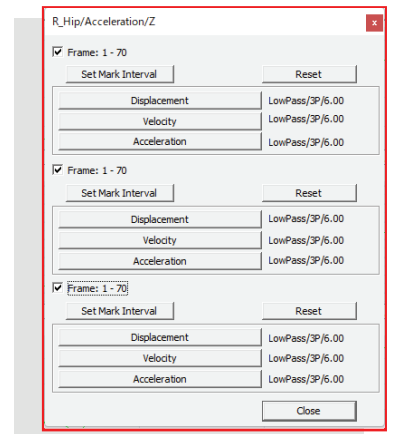 R_Hip/Acceleration/Z x
Frame: 1 - 70
Set Mark Interval Reset
Displacement LowPass/3P/6.00
Velocity LowPass/3P/6.00
Acceleration LowPass/3P/6.00
Frame: 1 - 70
Set Mark Interval Reset
Displacement LowPass/3P/6.00
Velocity LowPass/3P/6.00
Acceleration LowPass/3P/6.00
Frame: 1 - 70
Set Mark Interval Reset
Displacement LowPass/3P/6.00
Velocity LowPass/3P/6.00
Acceleration LowPass/3P/6.00
Close